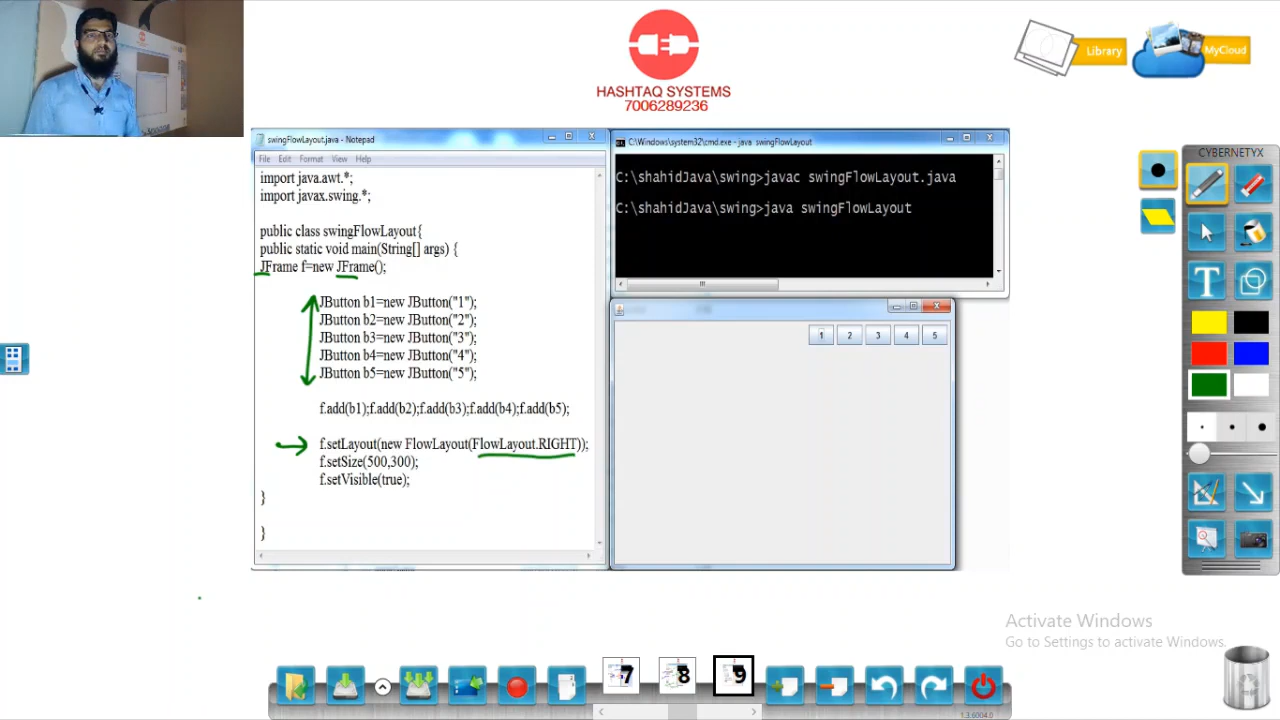 HASHTAQ SYSTEMS
7006289236
Library
MyCloud
swingFlowLayout.java - Notepad
File Edit Format View Help
import java.awt.*;
import javax.swing.*;
public class swingFlowLayout{
public static void main(String[] args) {
JFrame f=new JFrame();
JButton b1=new JButton("1");
JButton b2=new JButton("2");
JButton b3=new JButton("3");
JButton b4=new JButton("4");
JButton b5=new JButton("5");
f.add(b1);f.add(b2);f.add(b3);f.add(b4);f.add(b5);
f.setLayout(new FlowLayout(FlowLayout.RIGHT));
f.setSize(500,300);
f.setVisible(true);
}
}
C:\Windows\system32\cmd.exe - java swingFlowLayout
C:\shahidJava\swing>javac swingFlowLayout.java
C:\shahidJava\swing>java swingFlowLayout
1 2 3 4 5
CYBERNETYX
T
Activate Windows
Go to Settings to activate Windows.
7 8 9
1.3.6004.0